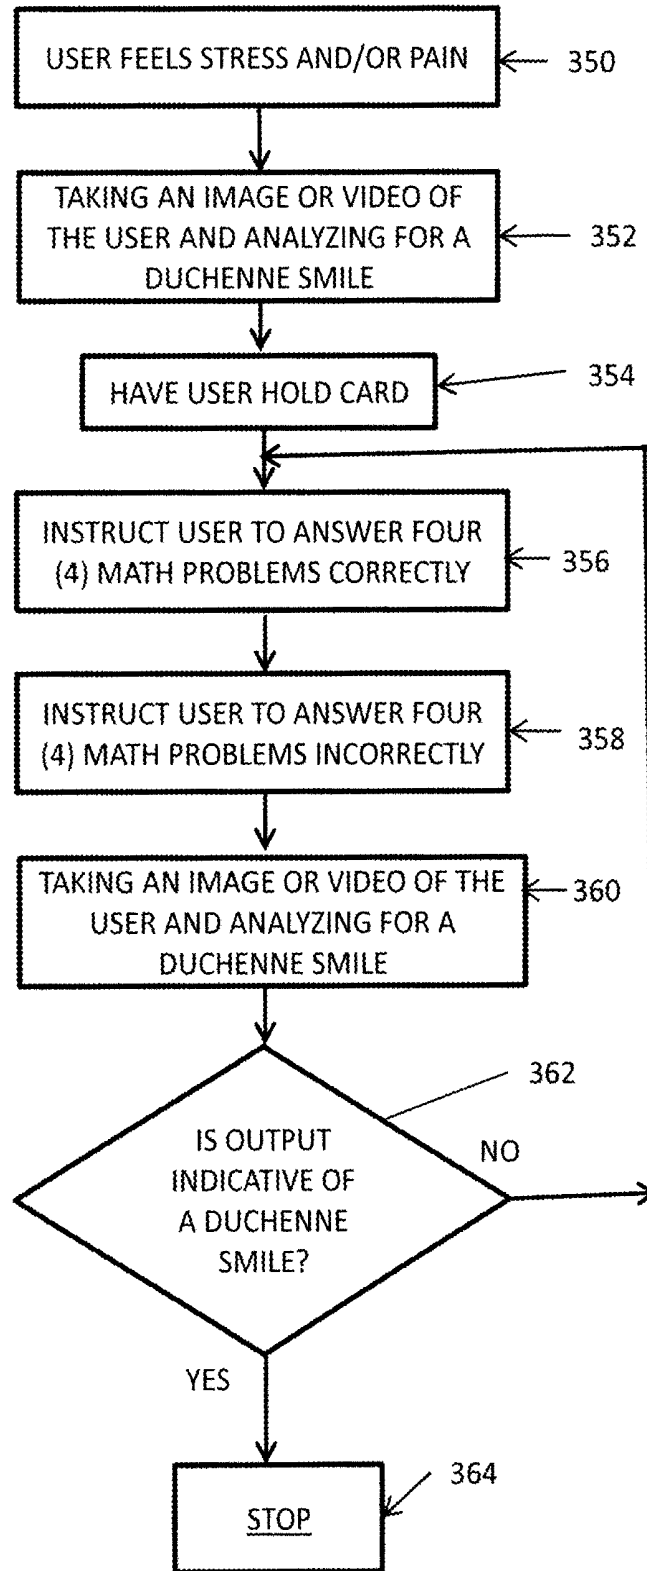 USER FEELS STRESS AND/OR PAIN
350
TAKING AN IMAGE OR VIDEO OF
THE USER AND ANALYZING FOR A
DUCHENNE SMILE
352
HAVE USER HOLD CARD
354
INSTRUCT USER TO ANSWER FOUR
(4) MATH PROBLEMS CORRECTLY
356
INSTRUCT USER TO ANSWER FOUR
(4) MATH PROBLEMS INCORRECTLY
358
TAKING AN IMAGE OR VIDEO OF THE
USER AND ANALYZING FOR A
DUCHENNE SMILE
360
362
IS OUTPUT
INDICATIVE OF
A DUCHENNE
SMILE?
NO
YES
STOP
364